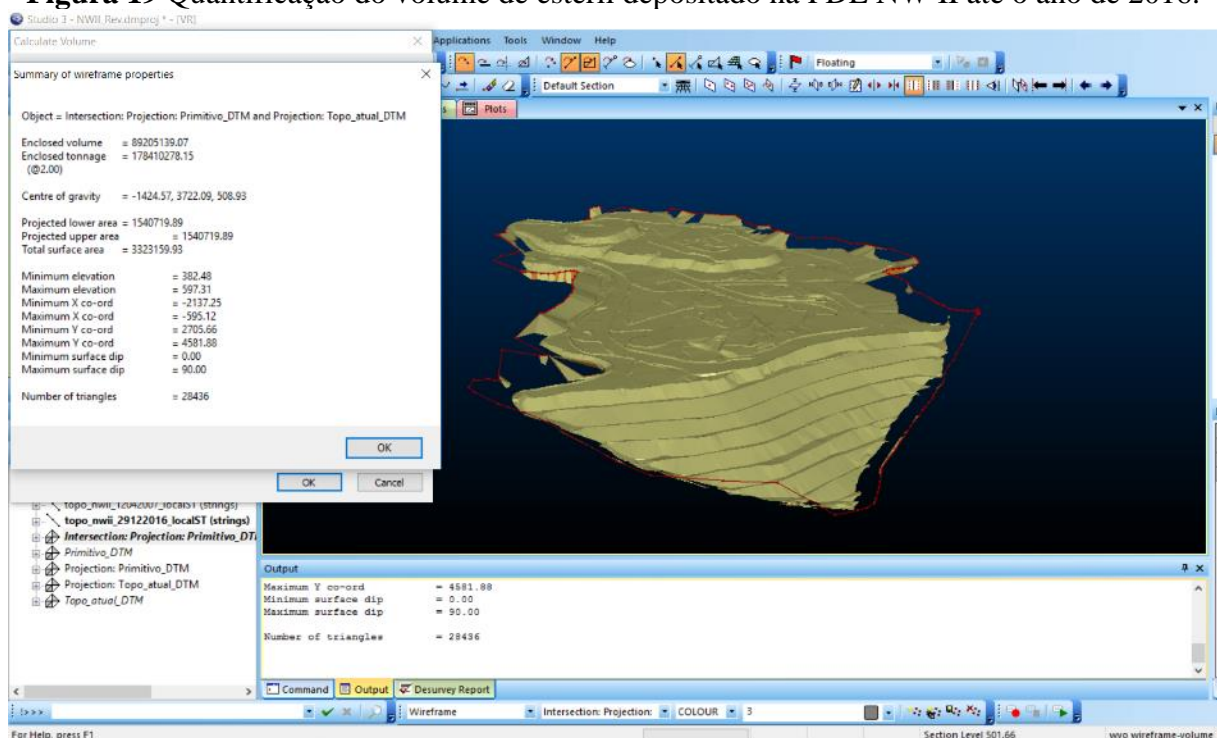 Figura 19 Quantificação do volume de estéril depositado na PDE NW II até o ano de 2016.
Studio 3 - NWII_Rev.dmproj * - [VR]
Calculate Volume
Applications Tools Window Help
Floating
Summary of wireframe properties
Default Section
Plots
Object = Intersection: Projection: Primitivo_DTM and Projection: Topo_atual_DTM
Enclosed volume = 89205139.07
Enclosed tonnage = 178410278.15
(@2.00)
Centre of gravity = -1424.57, 3722.09, 508.93
Projected lower area = 1540719.89
Projected upper area = 1540719.89
Total surface area = 3323159.93
Minimum elevation = 382.48
Maximum elevation = 597.31
Minimum X co-ord = -2137.25
Maximum X co-ord = -595.12
Minimum Y co-ord = 2705.66
Maximum Y co-ord = 4581.88
Minimum surface dip = 0.00
Maximum surface dip = 90.00
Number of triangles = 28436
OK
OK Cancel
topo_nwii_12042007_localST (strings)
topo_nwii_29122016_localST (strings)
Intersection: Projection: Primitivo_DT
Primitivo_DTM
Projection: Primitivo_DTM
Projection: Topo_atual_DTM
Topo_atual_DTM
Output
Maximum Y co-ord = 4581.88
Minimum surface dip = 0.00
Maximum surface dip = 90.00
Number of triangles = 28436
Command Output Desurvey Report
>>> Wireframe Intersection: Projection: COLOUR 3
For Help, press F1 Section Level 501.66 wvo wireframe-volume